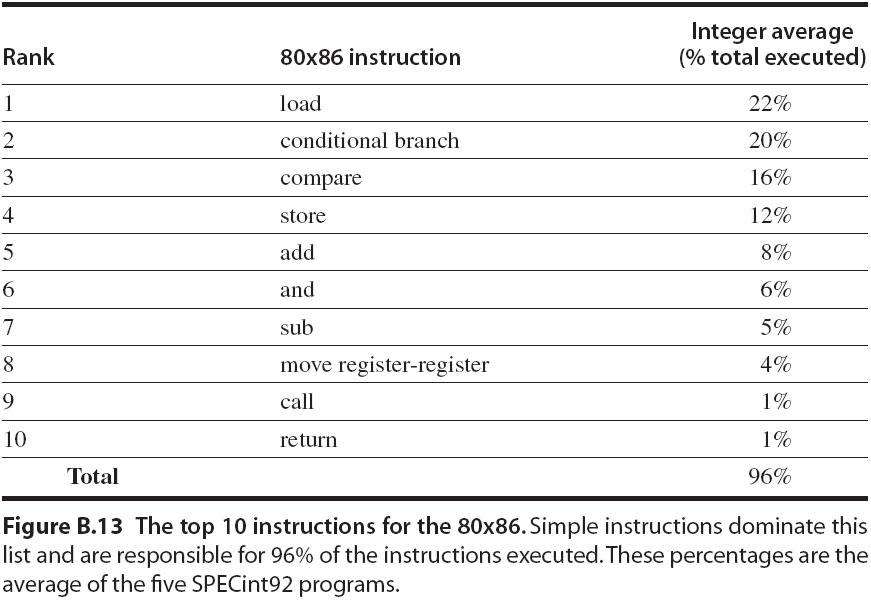 Rank 80x86 instruction Integer average (% total executed)
1 load 22%
2 conditional branch 20%
3 compare 16%
4 store 12%
5 add 8%
6 and 6%
7 sub 5%
8 move register-register 4%
9 call 1%
10 return 1%
Total 96%
Figure B.13 The top 10 instructions for the 80x86. Simple instructions dominate this
list and are responsible for 96% of the instructions executed. These percentages are the
average of the five SPECint92 programs.